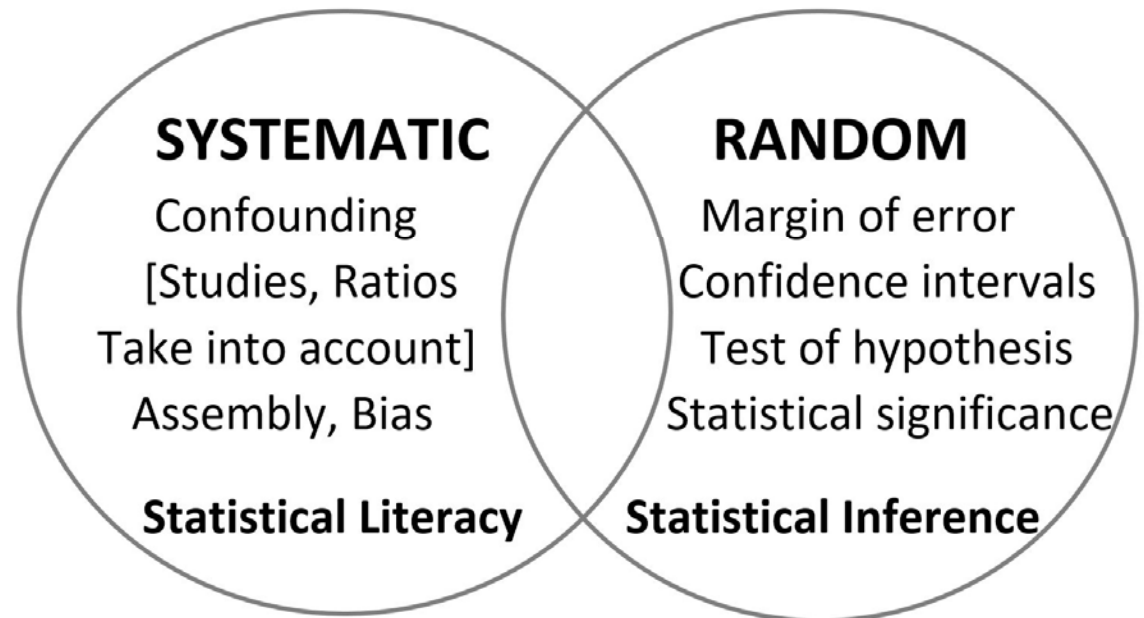 SYSTEMATIC
Confounding
[Studies, Ratios
Take into account]
Assembly, Bias
Statistical Literacy
RANDOM
Margin of error
Confidence intervals
Test of hypothesis
Statistical significance
Statistical Inference